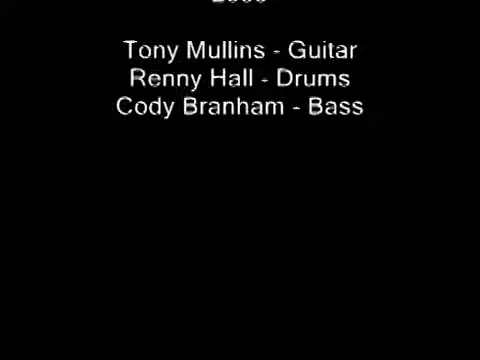 Tony Mullins - Guitar
Renny Hall - Drums
Cody Branham - Bass